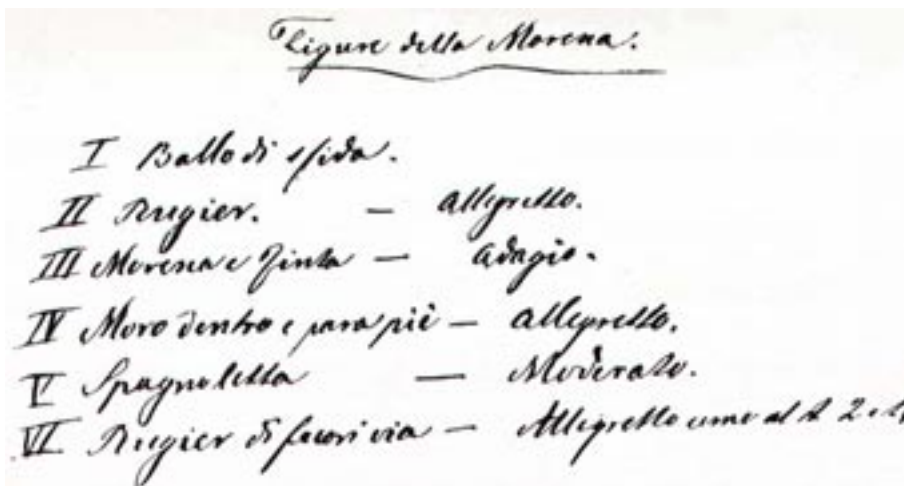 Figure della Morena.
I Ballo di sfida.
II Rugier. — Allegretto.
III Morena e Finta — Adagio.
IV Moro dentro e para piè — Allegretto.
V Spagnoletta — Moderato.
VI Rugier di fuori via — Allegretto come al